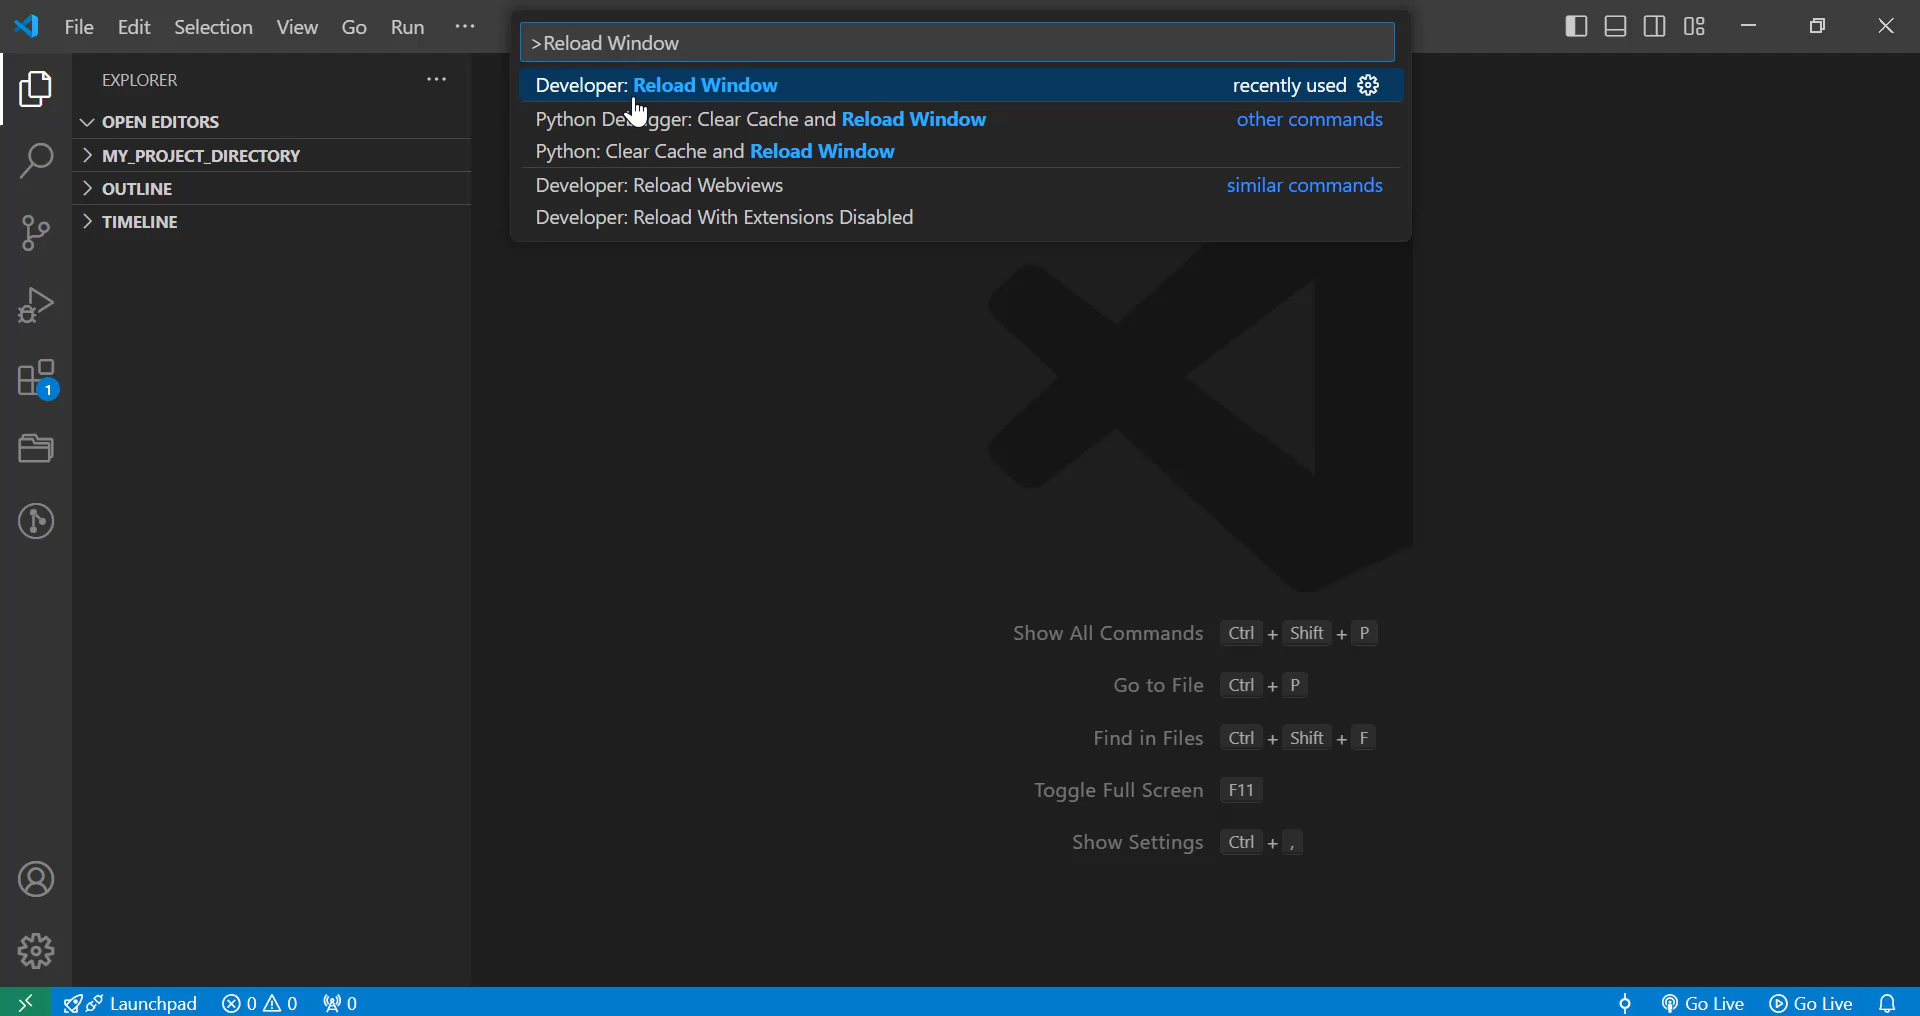 File Edit Selection View Go Run ...
>Reload Window
Developer: Reload Window recently used
Python De gger: Clear Cache and Reload Window other commands
Python: Clear Cache and Reload Window
Developer: Reload Webviews similar commands
Developer: Reload With Extensions Disabled
EXPLORER ...
OPEN EDITORS
MY_PROJECT_DIRECTORY
OUTLINE
TIMELINE
1
Show All Commands Ctrl + Shift + P
Go to File Ctrl + P
Find in Files Ctrl + Shift + F
Toggle Full Screen F11
Show Settings Ctrl + ,
Launchpad 0 0 0 Go Live Go Live